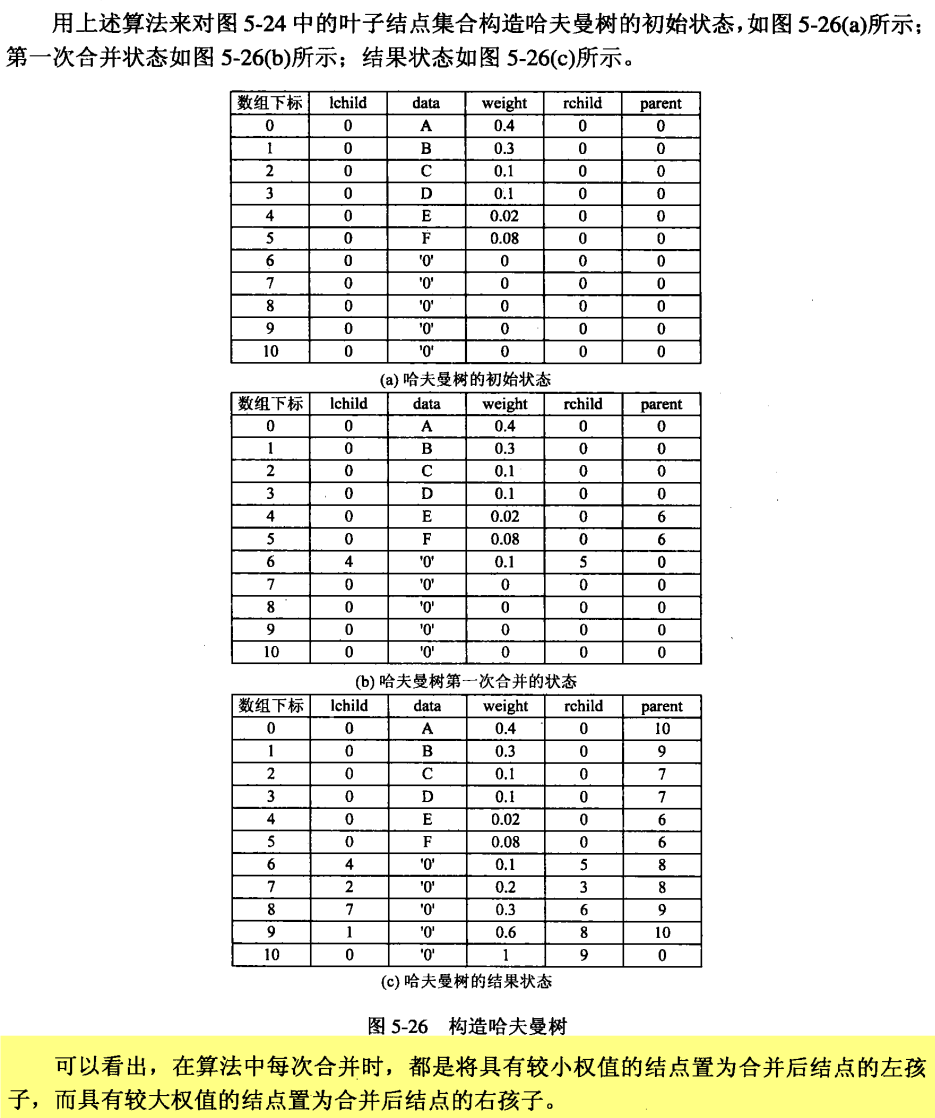 用上述算法来对图 5-24 中的叶子结点集合构造哈夫曼树的初始状态，如图 5-26(a)所示；
第一次合并状态如图 5-26(b)所示；结果状态如图 5-26(c)所示。
数组下标 lchild data weight rchild parent
0 0 A 0.4 0 0
1 0 B 0.3 0 0
2 0 C 0.1 0 0
3 0 D 0.1 0 0
4 0 E 0.02 0 0
5 0 F 0.08 0 0
6 0 '0' 0 0 0
7 0 '0' 0 0 0
8 0 '0' 0 0 0
9 0 '0' 0 0 0
10 0 '0' 0 0 0
(a) 哈夫曼树的初始状态
数组下标 lchild data weight rchild parent
0 0 A 0.4 0 0
1 0 B 0.3 0 0
2 0 C 0.1 0 0
3 0 D 0.1 0 0
4 0 E 0.02 0 6
5 0 F 0.08 0 6
6 4 '0' 0.1 5 0
7 0 '0' 0 0 0
8 0 '0' 0 0 0
9 0 '0' 0 0 0
10 0 '0' 0 0 0
(b) 哈夫曼树第一次合并的状态
数组下标 lchild data weight rchild parent
0 0 A 0.4 0 10
1 0 B 0.3 0 9
2 0 C 0.1 0 7
3 0 D 0.1 0 7
4 0 E 0.02 0 6
5 0 F 0.08 0 6
6 4 '0' 0.1 5 8
7 2 '0' 0.2 3 8
8 7 '0' 0.3 6 9
9 1 '0' 0.6 8 10
10 0 '0' 1 9 0
(c) 哈夫曼树的结果状态
图 5-26 构造哈夫曼树
可以看出，在算法中每次合并时，都是将具有较小权值的结点置为合并后结点的左孩
子，而具有较大权值的结点置为合并后结点的右孩子。